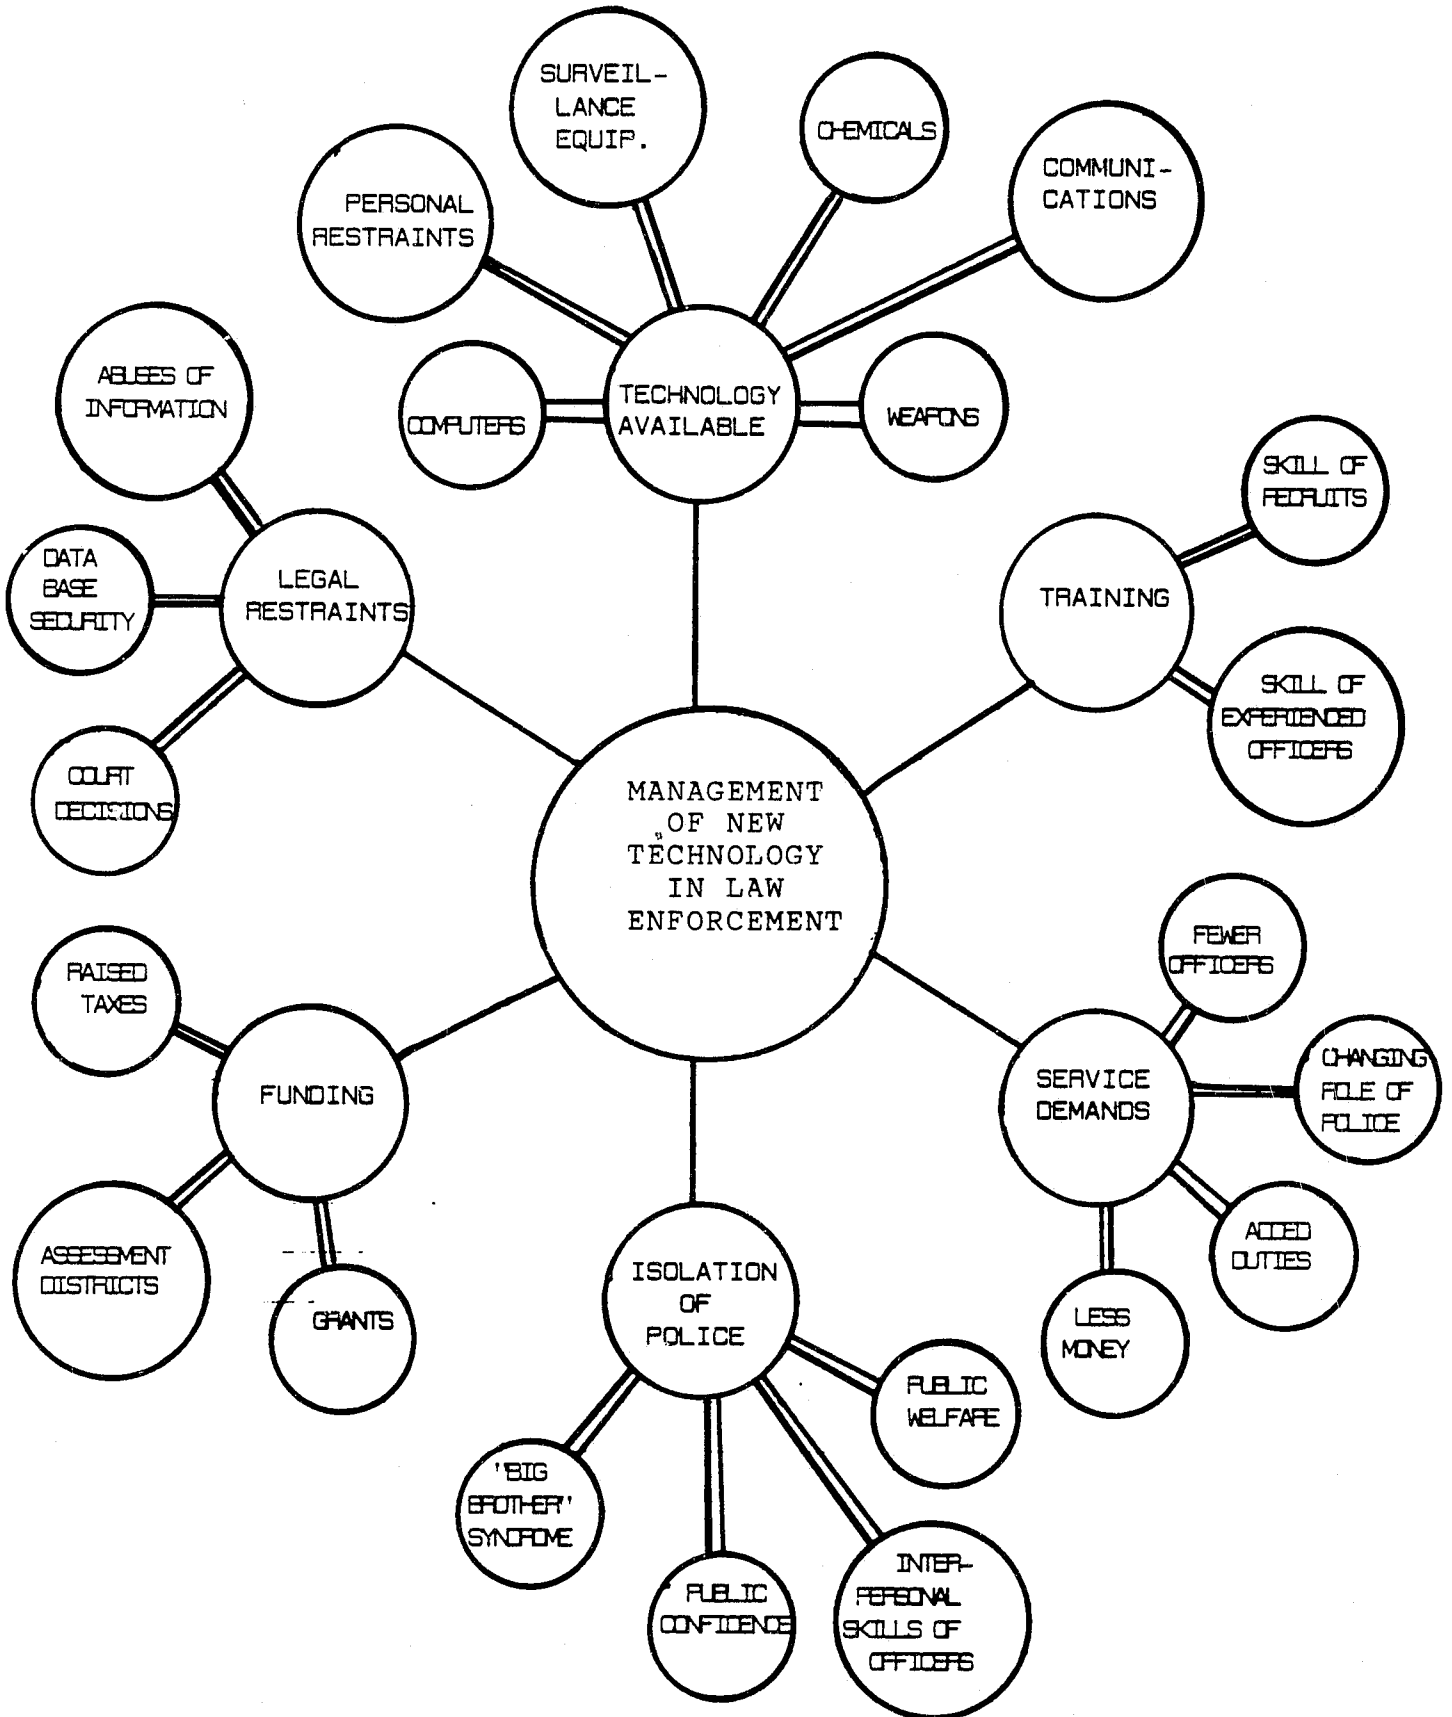 SURVEIL-
LANCE
EQUIP.
CHEMICALS
COMMUNI-
CATIONS
PERSONAL
RESTRAINTS
TECHNOLOGY
AVAILABLE
COMPUTERS
WEAPONS
ABUSES OF
INFORMATION
DATA
BASE
SECURITY
LEGAL
RESTRAINTS
COURT
DECISIONS
SKILL OF
RECRUITS
TRAINING
SKILL OF
EXPERIENCED
OFFICERS
MANAGEMENT
OF NEW
TECHNOLOGY
IN LAW
ENFORCEMENT
RAISED
TAXES
FUNDING
ASSESSMENT
DISTRICTS
GRANTS
FEWER
OFFICERS
CHANGING
ROLE OF
POLICE
SERVICE
DEMANDS
ADDED
DUTIES
LESS
MONEY
ISOLATION
OF
POLICE
PUBLIC
WELFARE
"BIG
BROTHER"
SYNDROME
PUBLIC
CONFIDENCE
INTER-
PERSONAL
SKILLS OF
OFFICERS